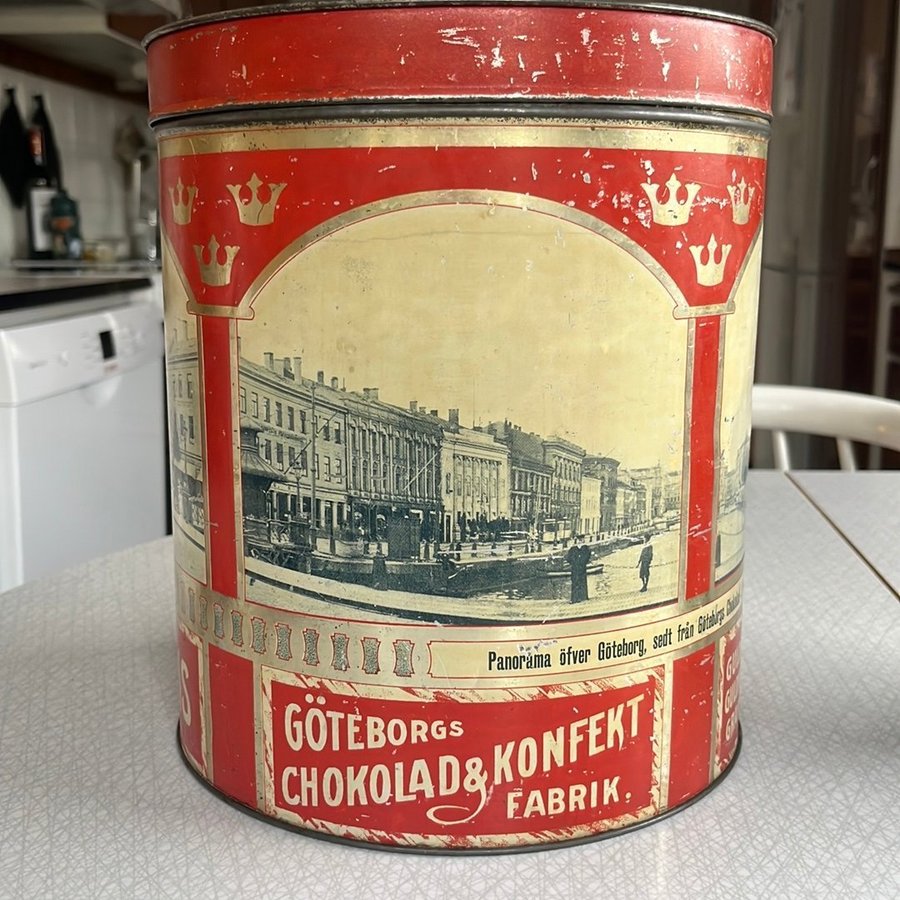 Panorama öfver Göteborg, sedt från Göteborgs
GÖTEBORGS
CHOKOLAD & KONFEKT
FABRIK.